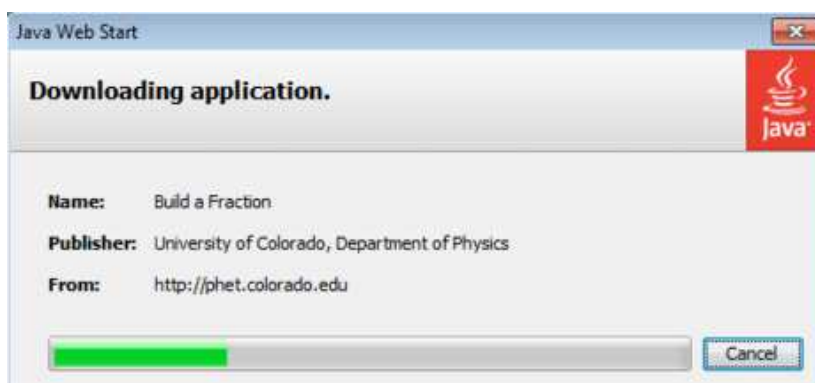 Java Web Start
Downloading application.
Java
Name: Build a Fraction
Publisher: University of Colorado, Department of Physics
From: http://phet.colorado.edu
Cancel